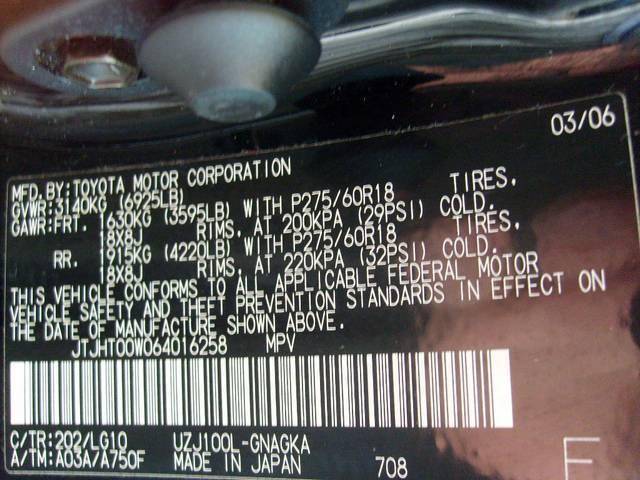 03/06
MFD. BY: TOYOTA MOTOR CORPORATION
GVWR: 3140KG (6925LB)
GAWR: FRT. 1630KG (3595LB) WITH P275/60R18 TIRES,
18X8J RIMS, AT 200KPA (29PSI) COLD.
RR. 1915KG (4220LB) WITH P275/60R18 TIRES,
18X8J RIMS, AT 220KPA (32PSI) COLD.
THIS VEHICLE CONFORMS TO ALL APPLICABLE FEDERAL MOTOR
VEHICLE SAFETY AND THEFT PREVENTION STANDARDS IN EFFECT ON
THE DATE OF MANUFACTURE SHOWN ABOVE.
JTJHT00W064016258 MPV
C/TR: 202/LG10 UZJ100L-GNAGKA
A/TM: A03A/A750F MADE IN JAPAN 708
E